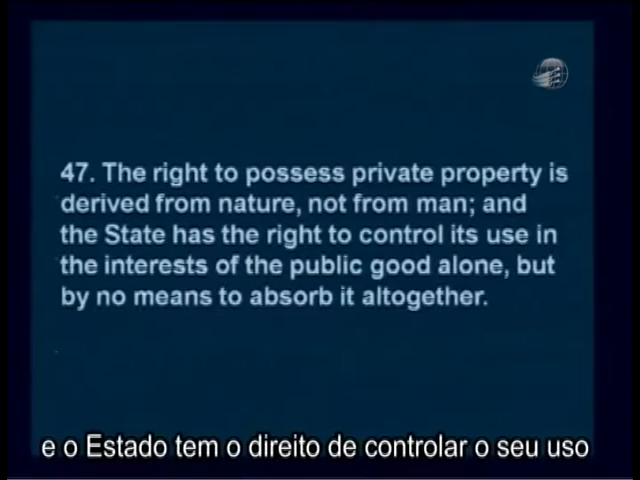 47. The right to possess private property is
derived from nature, not from man; and
the State has the right to control its use in
the interests of the public good alone, but
by no means to absorb it altogether.
e o Estado tem o direito de controlar o seu uso